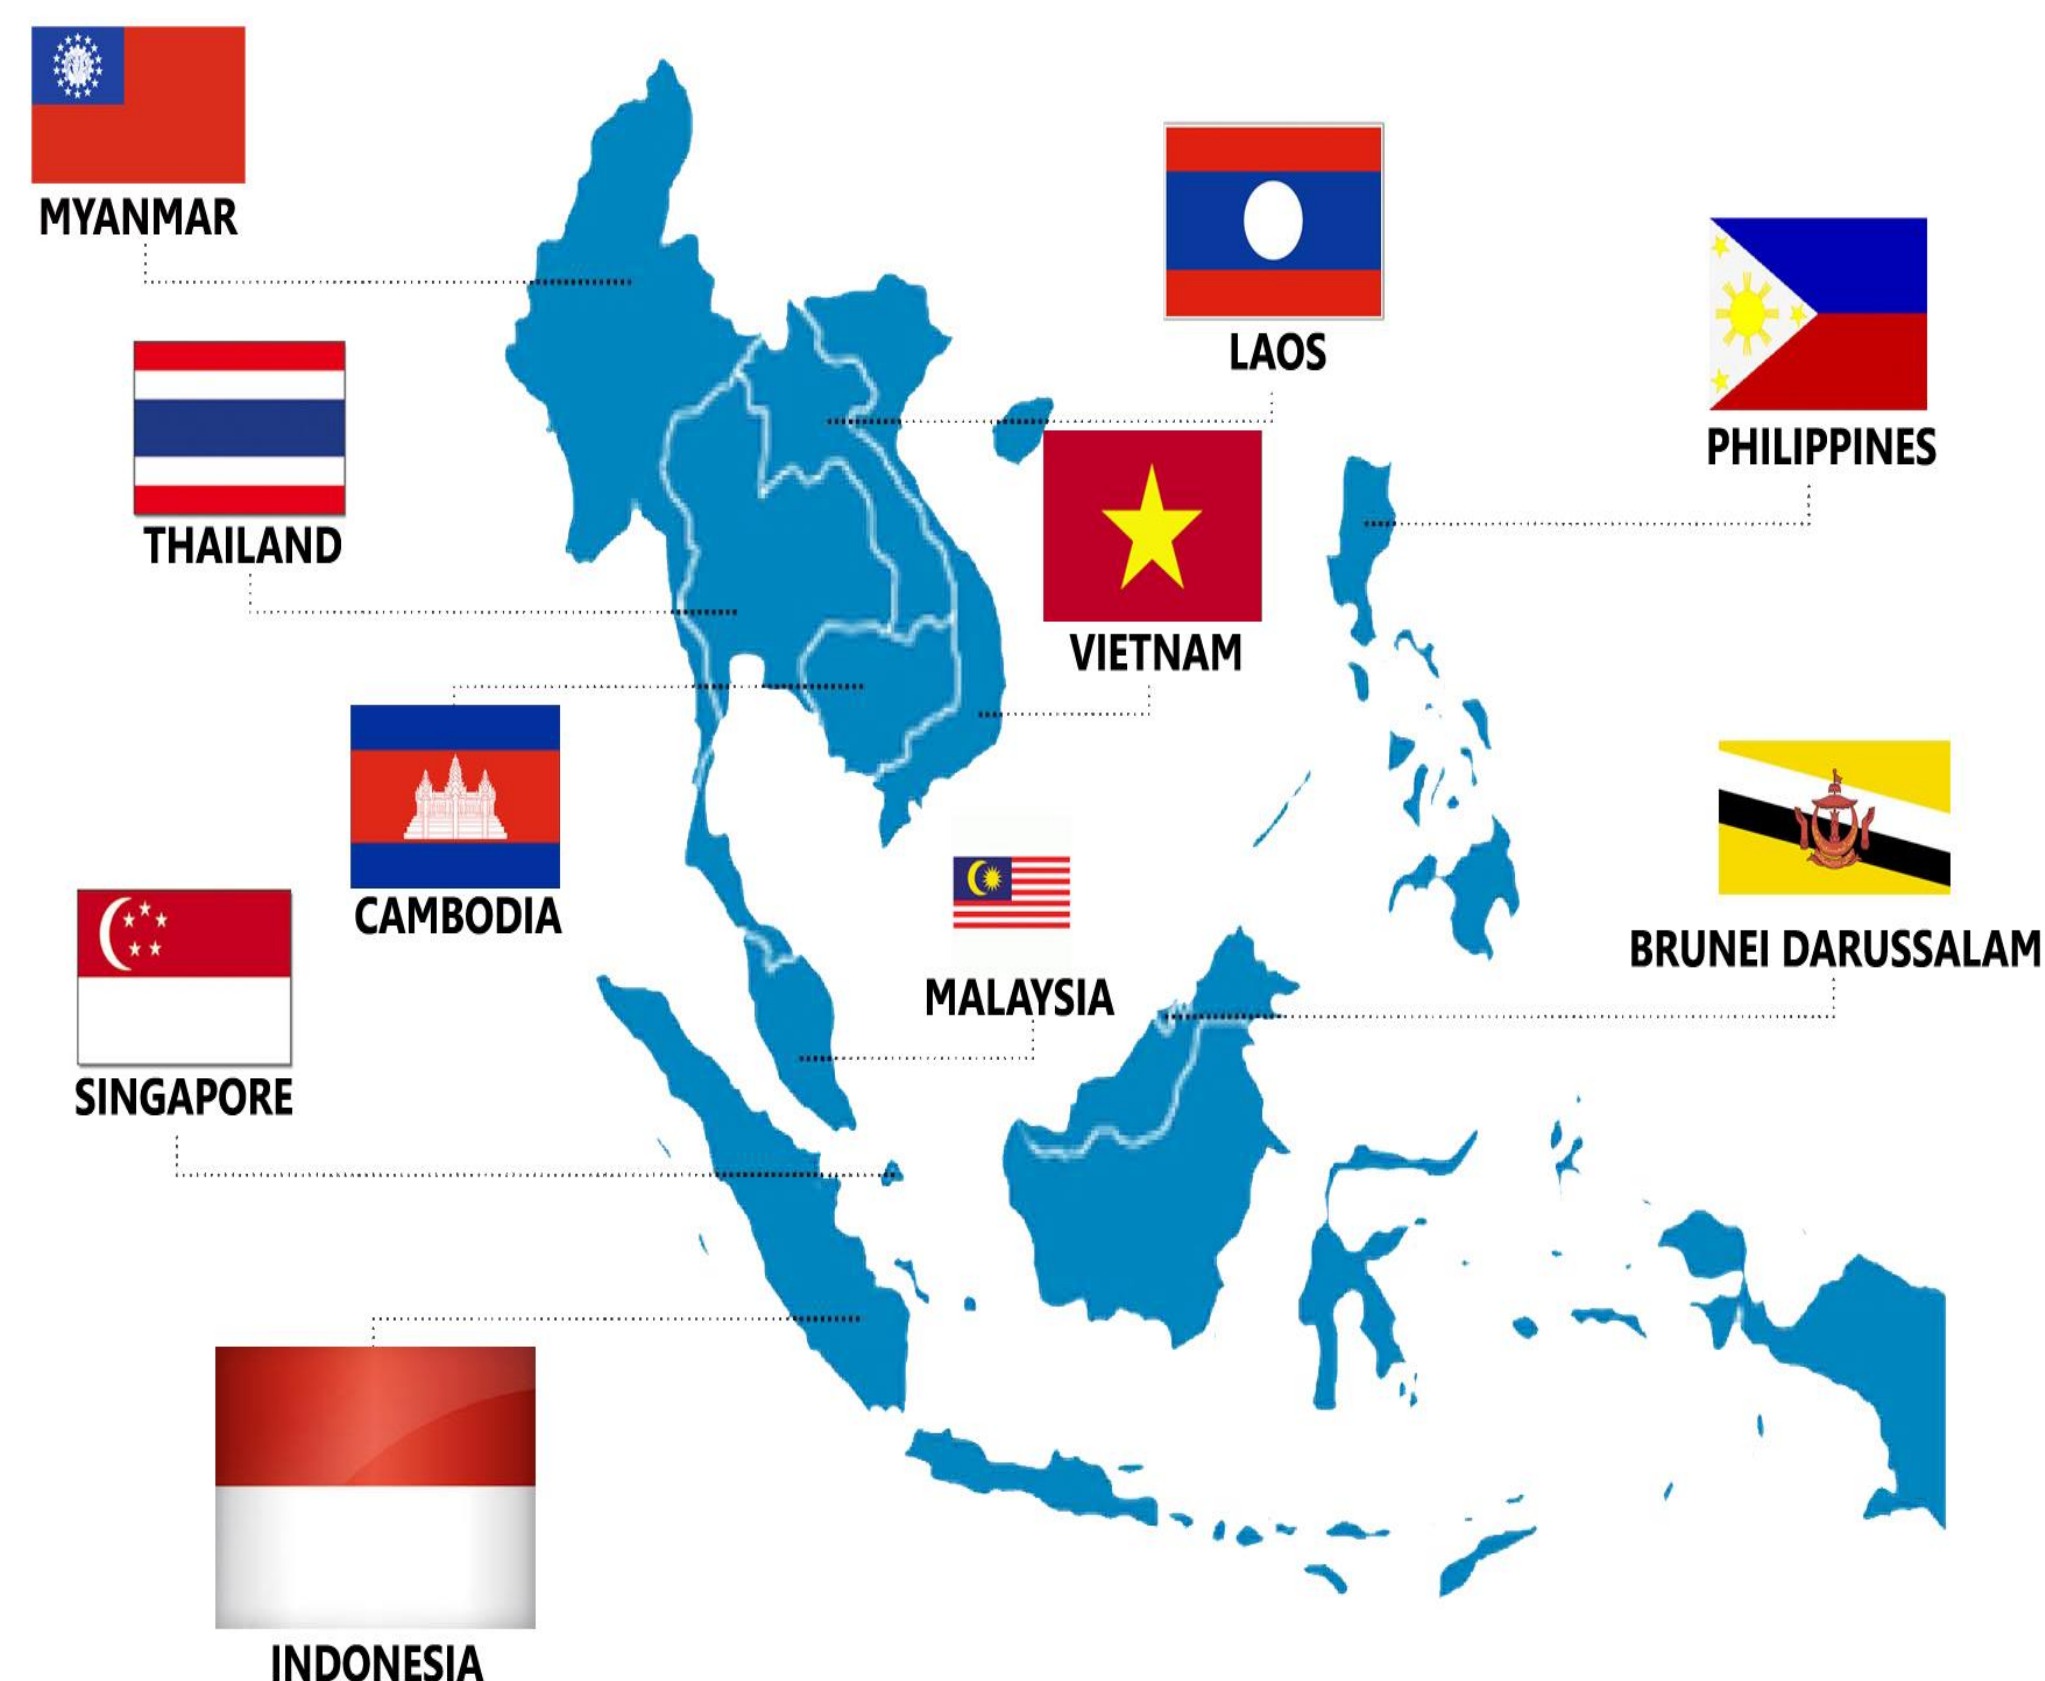 MYANMAR
LAOS
PHILIPPINES
THAILAND
VIETNAM
CAMBODIA
BRUNEI DARUSSALAM
MALAYSIA
SINGAPORE
INDONESIA